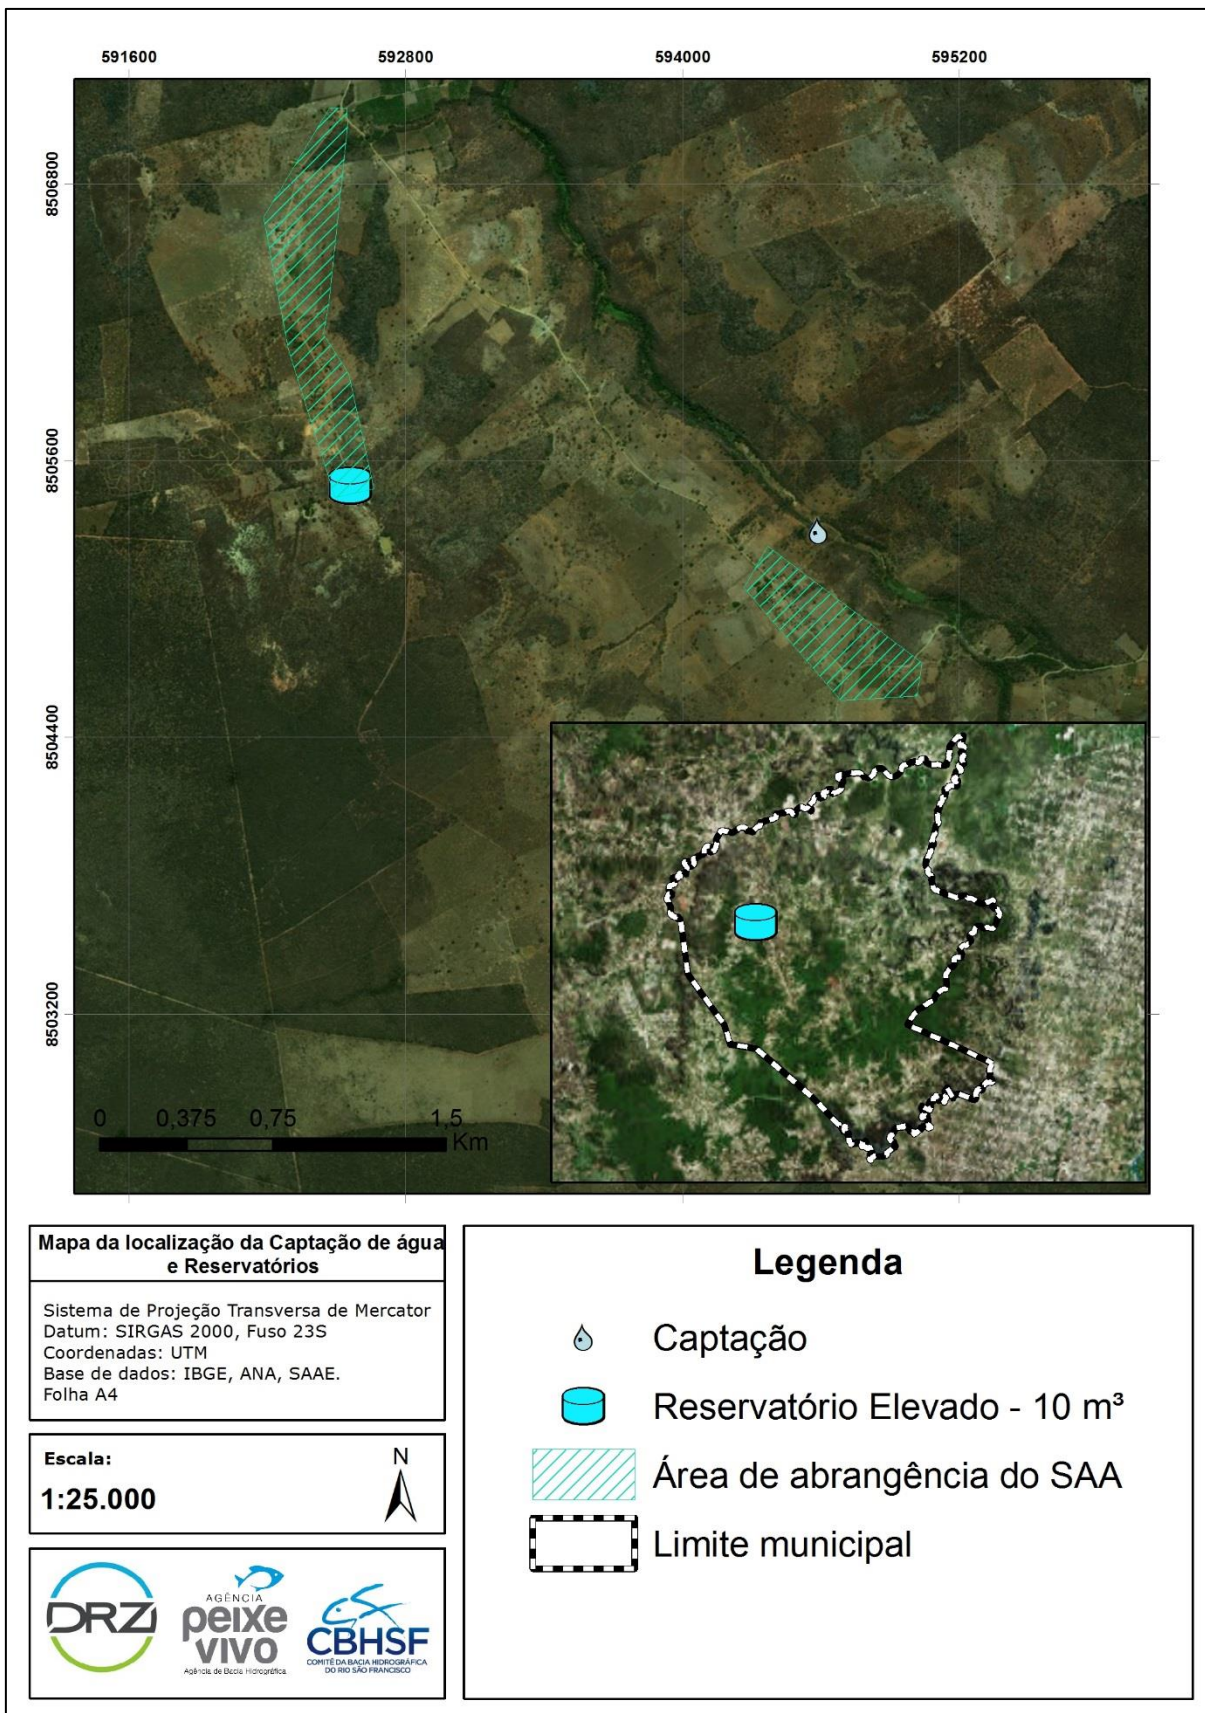 591600 592800 594000 595200
8506800
8505600
8504400
8503200
0 0,375 0,75 1,5
Km
Mapa da localização da Captação de água
e Reservatórios
Sistema de Projeção Transversa de Mercator
Datum: SIRGAS 2000, Fuso 23S
Coordenadas: UTM
Base de dados: IBGE, ANA, SAAE.
Folha A4
Escala:
1:25.000
N
DRZ
AGÊNCIA
peixe
vivo
Agência de Bacia Hidrográfica
CBHSF
COMITÊ DA BACIA HIDROGRÁFICA
DO RIO SÃO FRANCISCO
Legenda
Captação
Reservatório Elevado - 10 m³
Área de abrangência do SAA
Limite municipal